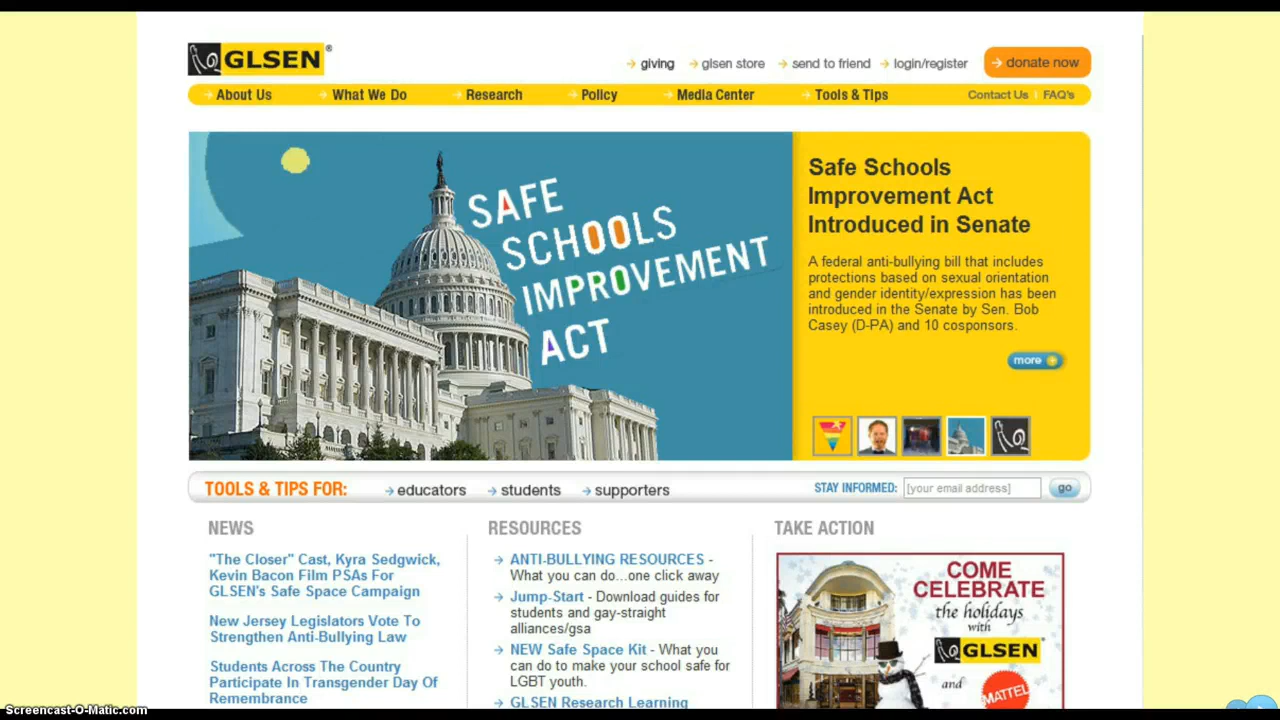 GLSEN®
giving
glsen store
send to friend
login/register
donate now
About Us
What We Do
Research
Policy
Media Center
Tools & Tips
Contact Us
FAQ's
SAFE
SCHOOLS
IMPROVEMENT
ACT
Safe Schools
Improvement Act
Introduced in Senate
A federal anti-bullying bill that includes
protections based on sexual orientation
and gender identity/expression has been
introduced in the Senate by Sen. Bob
Casey (D-PA) and 10 cosponsors.
more
TOOLS & TIPS FOR:
educators
students
supporters
STAY INFORMED:
[your email address]
go
NEWS
"The Closer" Cast, Kyra Sedgwick,
Kevin Bacon Film PSAs For
GLSEN's Safe Space Campaign
New Jersey Legislators Vote To
Strengthen Anti-Bullying Law
Students Across The Country
Participate In Transgender Day Of
Remembrance
RESOURCES
ANTI-BULLYING RESOURCES -
What you can do...one click away
Jump-Start - Download guides for
students and gay-straight
alliances/gsa
NEW Safe Space Kit - What you
can do to make your school safe for
LGBT youth.
GLSEN Research Learning
TAKE ACTION
COME
CELEBRATE
the holidays
with
GLSEN®
and
MATTEL
Screencast-O-Matic.com